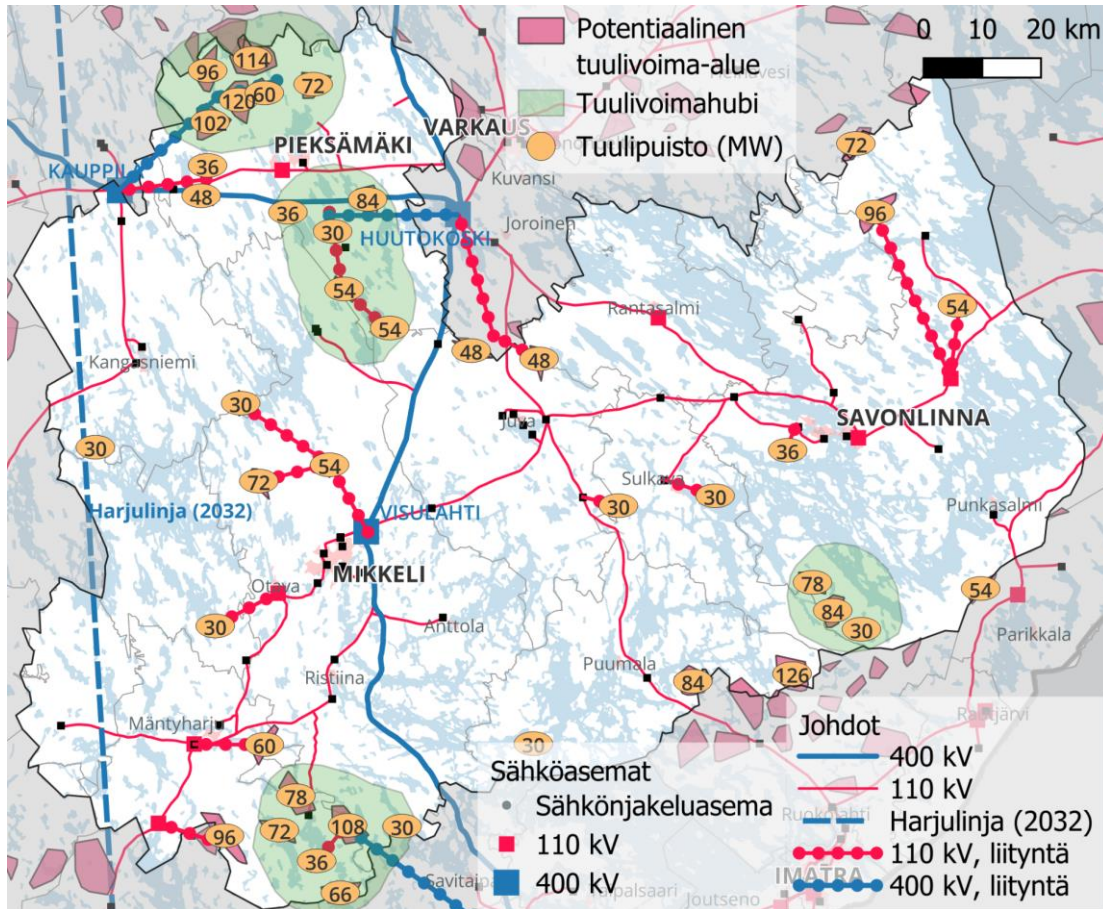 Potentiaalinen
tuulivoima-alue
Tuulivoimahubi
Tuulipuisto (MW)
0 10 20 km
114
96
72
60
120
102
VARKAUS
PIEKSÄMÄKI
KAUPPI
36
48
Kuvansi
72
84
36
Joroinen
96
30
HUUTOKOSKI
54
Rantasalmi
54
54
48
48
Kangasniemi
30
SAVONLINNA
Juva
36
30
54
72
Sulkava
30
30
Harjulinja (2032)
VISULAHTI
Punkasalmi
MIKKELI
Otava
78
54
84
30
30
Anttola
Parikkala
Puumala
Ristiina
84
126
Mäntyharju
60
30
78
72
108
30
96
36
66
Savitaipa
Taipalsaari
Joutseno
Ruokolahti
IMATRA
Rautjärvi
Sähköasemat
Sähkönjakeluasema
110 kV
400 kV
Johdot
400 kV
110 kV
Harjulinja (2032)
110 kV, liityntä
400 kV, liityntä